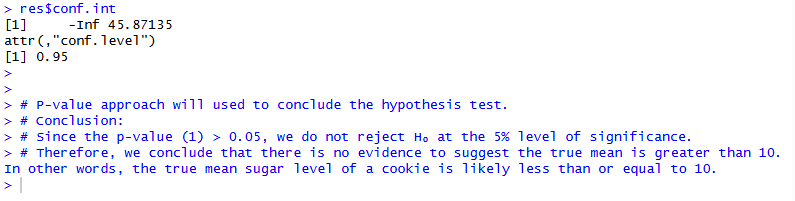 > res$conf.int
[1]     -Inf 45.87135
attr(,"conf.level")
[1] 0.95
>
>
> # P-value approach will used to conclude the hypothesis test.
> # Conclusion:
> # Since the p-value (1) > 0.05, we do not reject H₀ at the 5% level of significance.
> # Therefore, we conclude that there is no evidence to suggest the true mean is greater than 10.
In other words, the true mean sugar level of a cookie is likely less than or equal to 10.
>